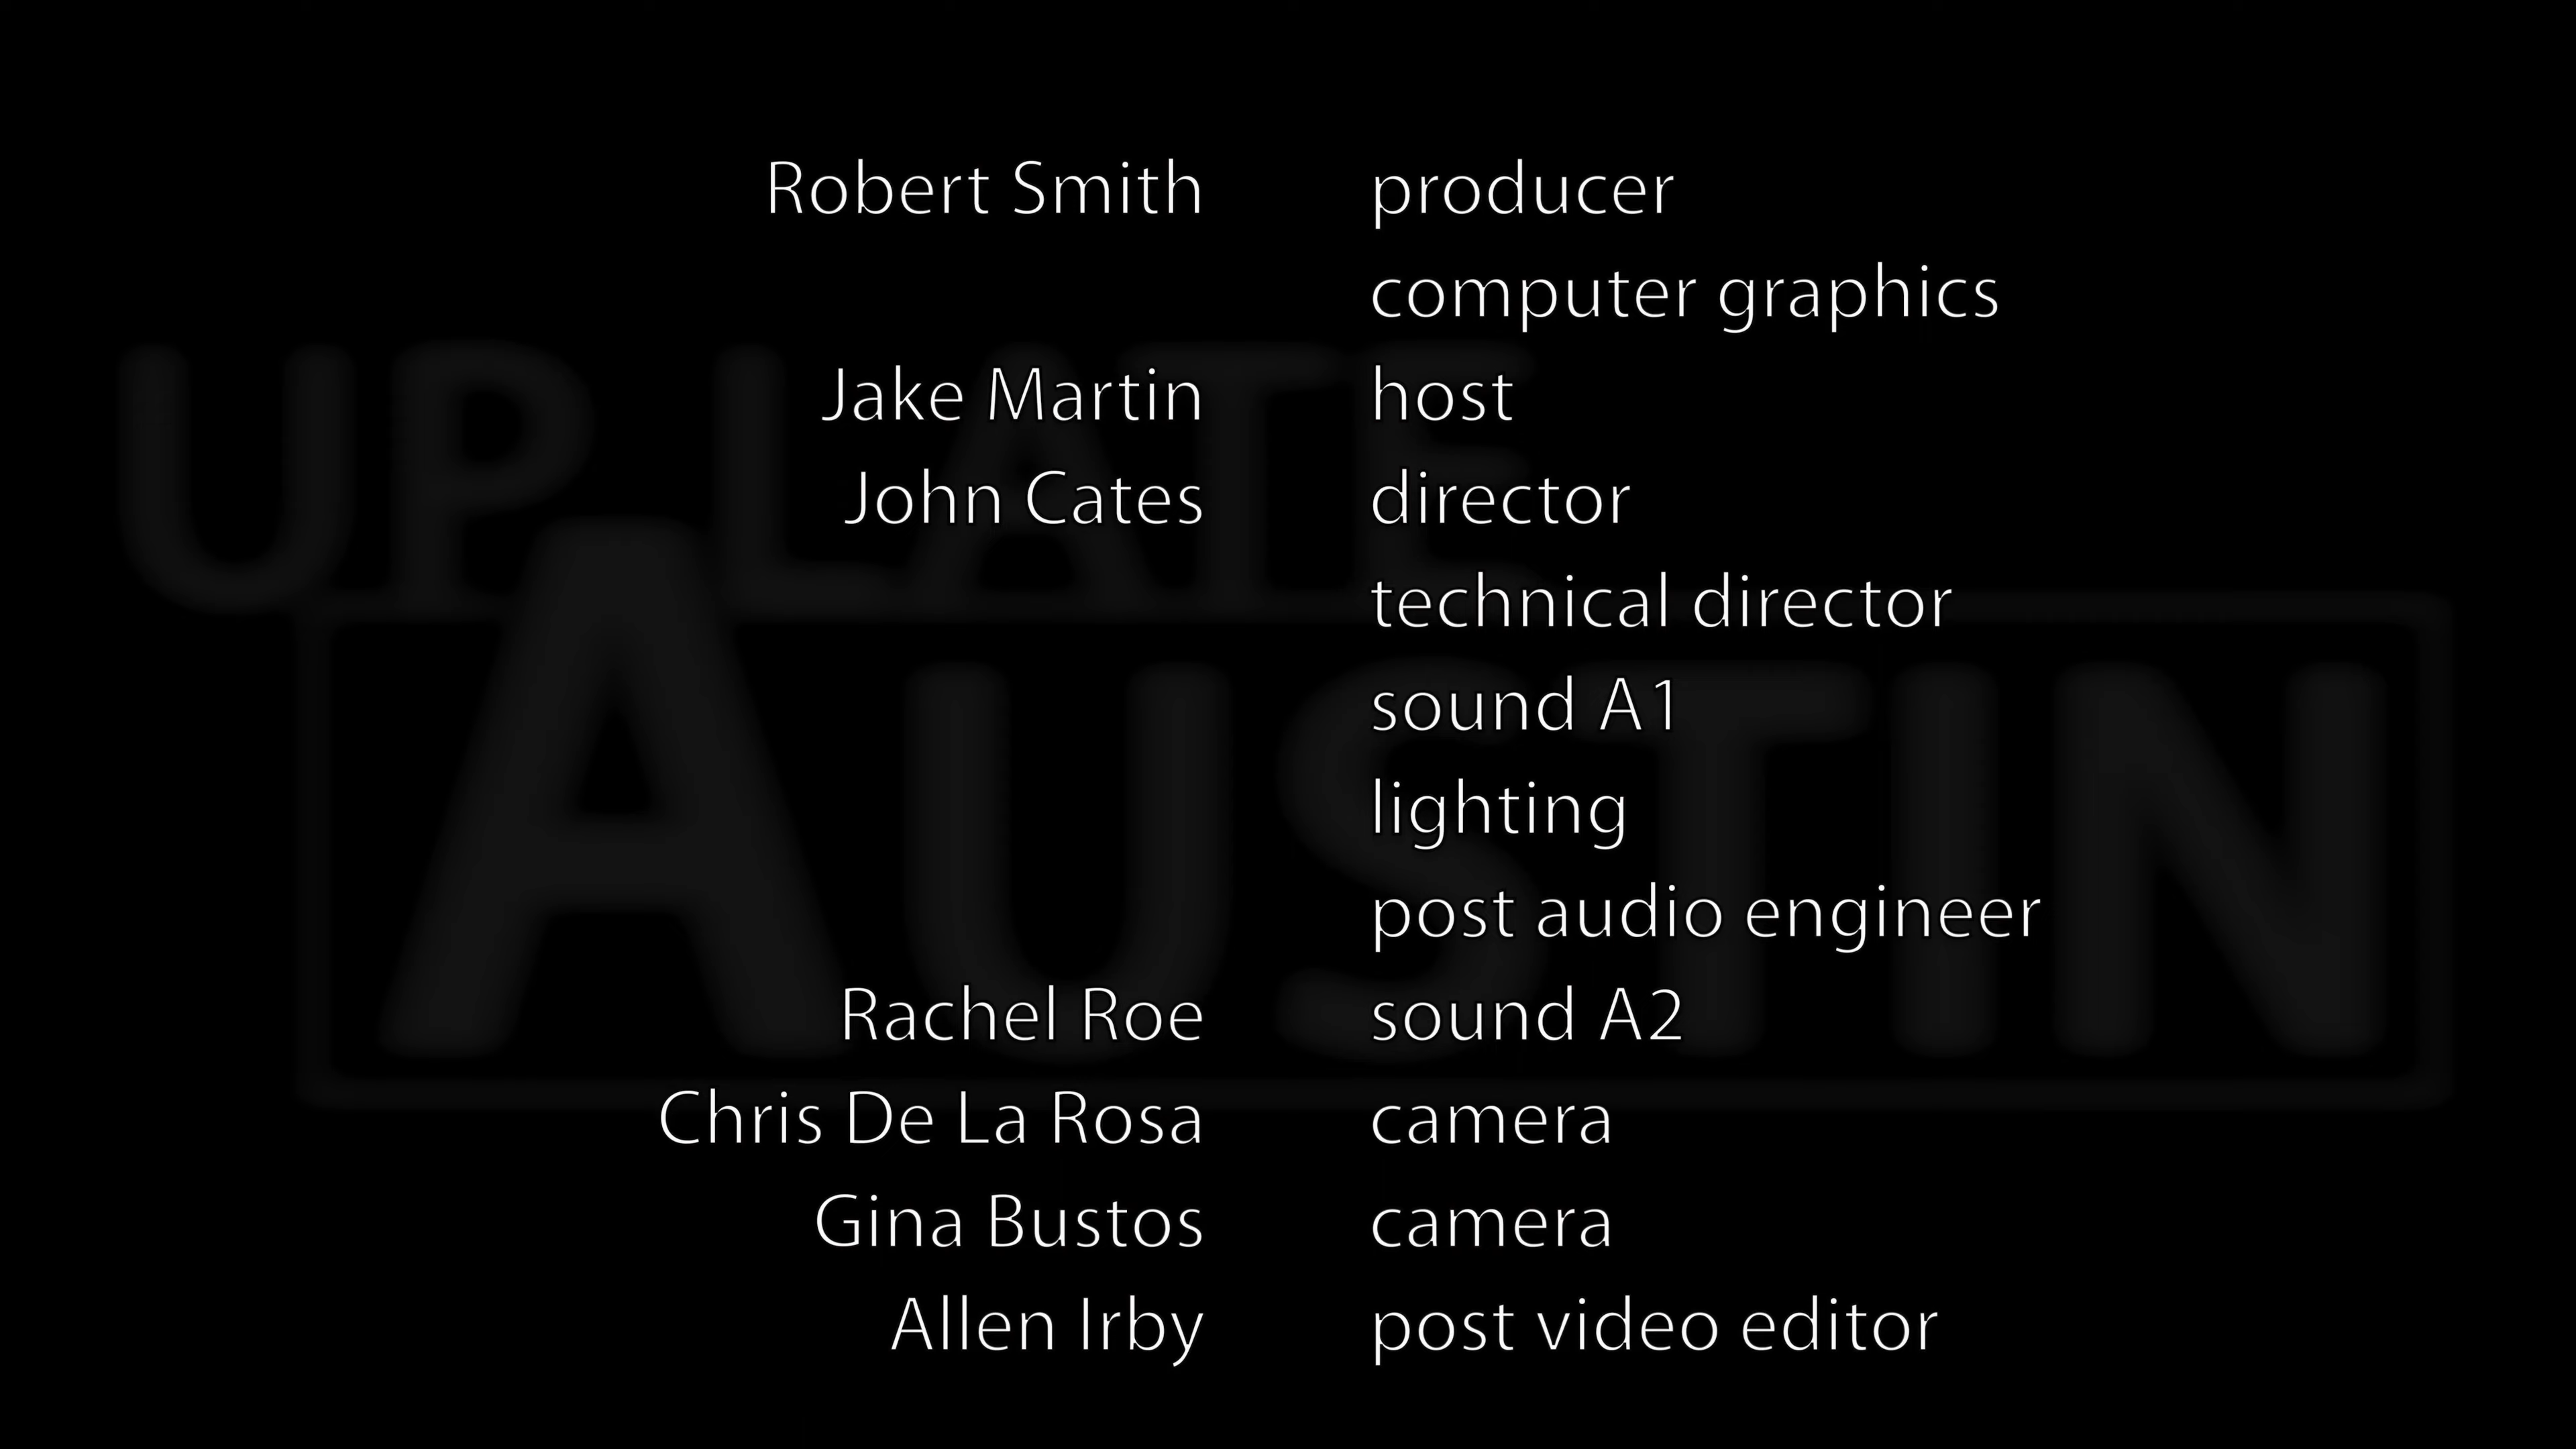 Robert Smith producer
computer graphics
Jake Martin host
John Cates director
technical director
sound A1
lighting
post audio engineer
Rachel Roe sound A2
Chris De La Rosa camera
Gina Bustos camera
Allen Irby post video editor
UP LATE
AUSTIN